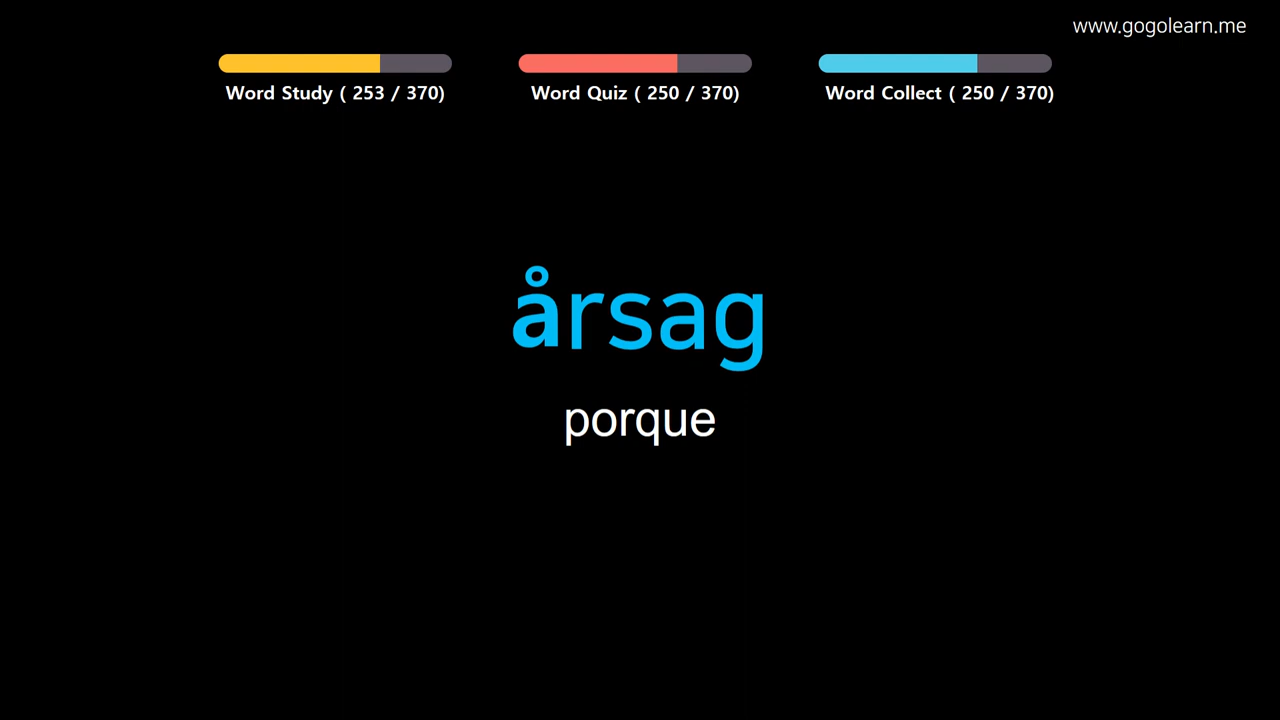 www.gogolearn.me
Word Study ( 253 / 370)
Word Quiz ( 250 / 370)
Word Collect ( 250 / 370)
årsag
porque